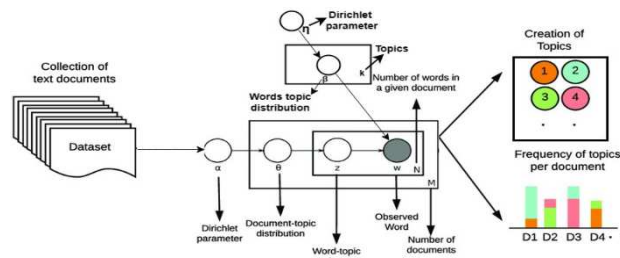 Collection of
text documents
Dataset
η
Dirichlet
parameter
Topics
k
β
Words topic
distribution
Number of words in
a given document
α
θ
z
w
N
M
Dirichlet
parameter
Document-topic
distribution
Word-topic
Observed
Word
Number of
documents
Creation of
Topics
1
2
3
4
Frequency of topics
per document
D1 D2 D3 D4